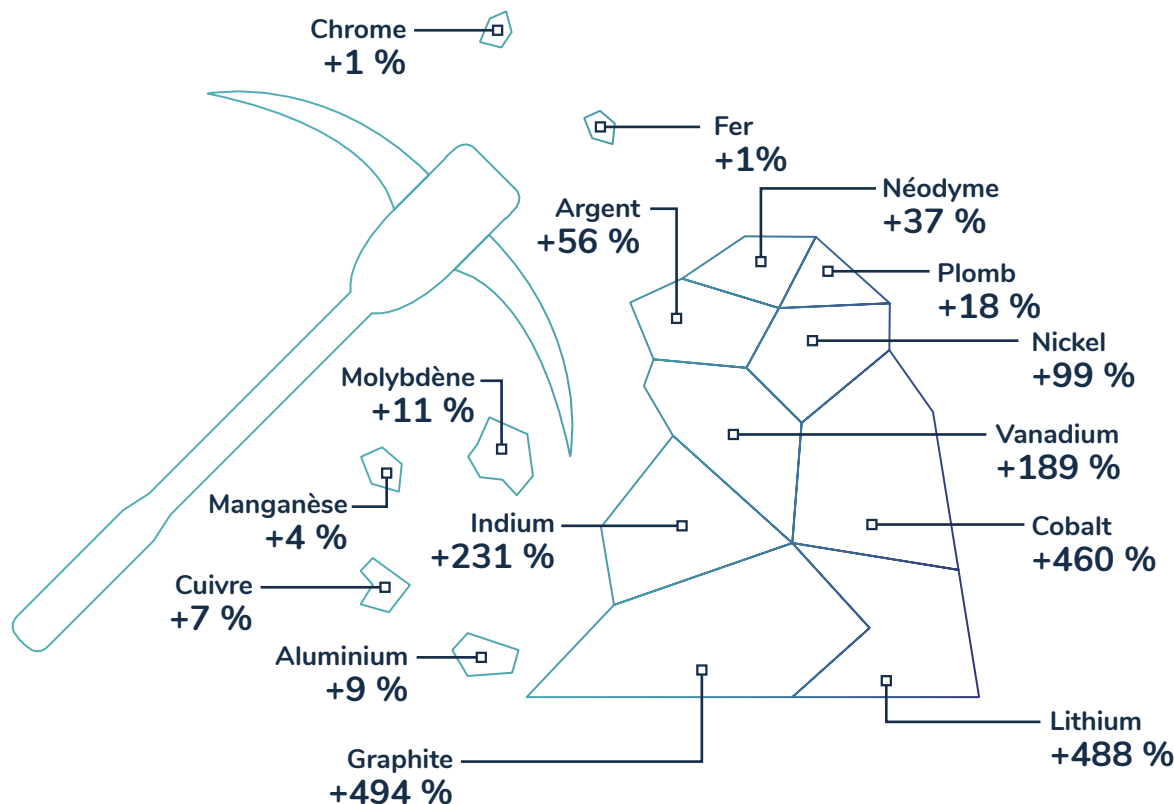 Chrome
+1 %
Fer
+1%
Néodyme
+37 %
Argent
+56 %
Plomb
+18 %
Nickel
+99 %
Molybdène
+11 %
Vanadium
+189 %
Manganèse
+4 %
Indium
+231 %
Cobalt
+460 %
Cuivre
+7 %
Aluminium
+9 %
Lithium
+488 %
Graphite
+494 %